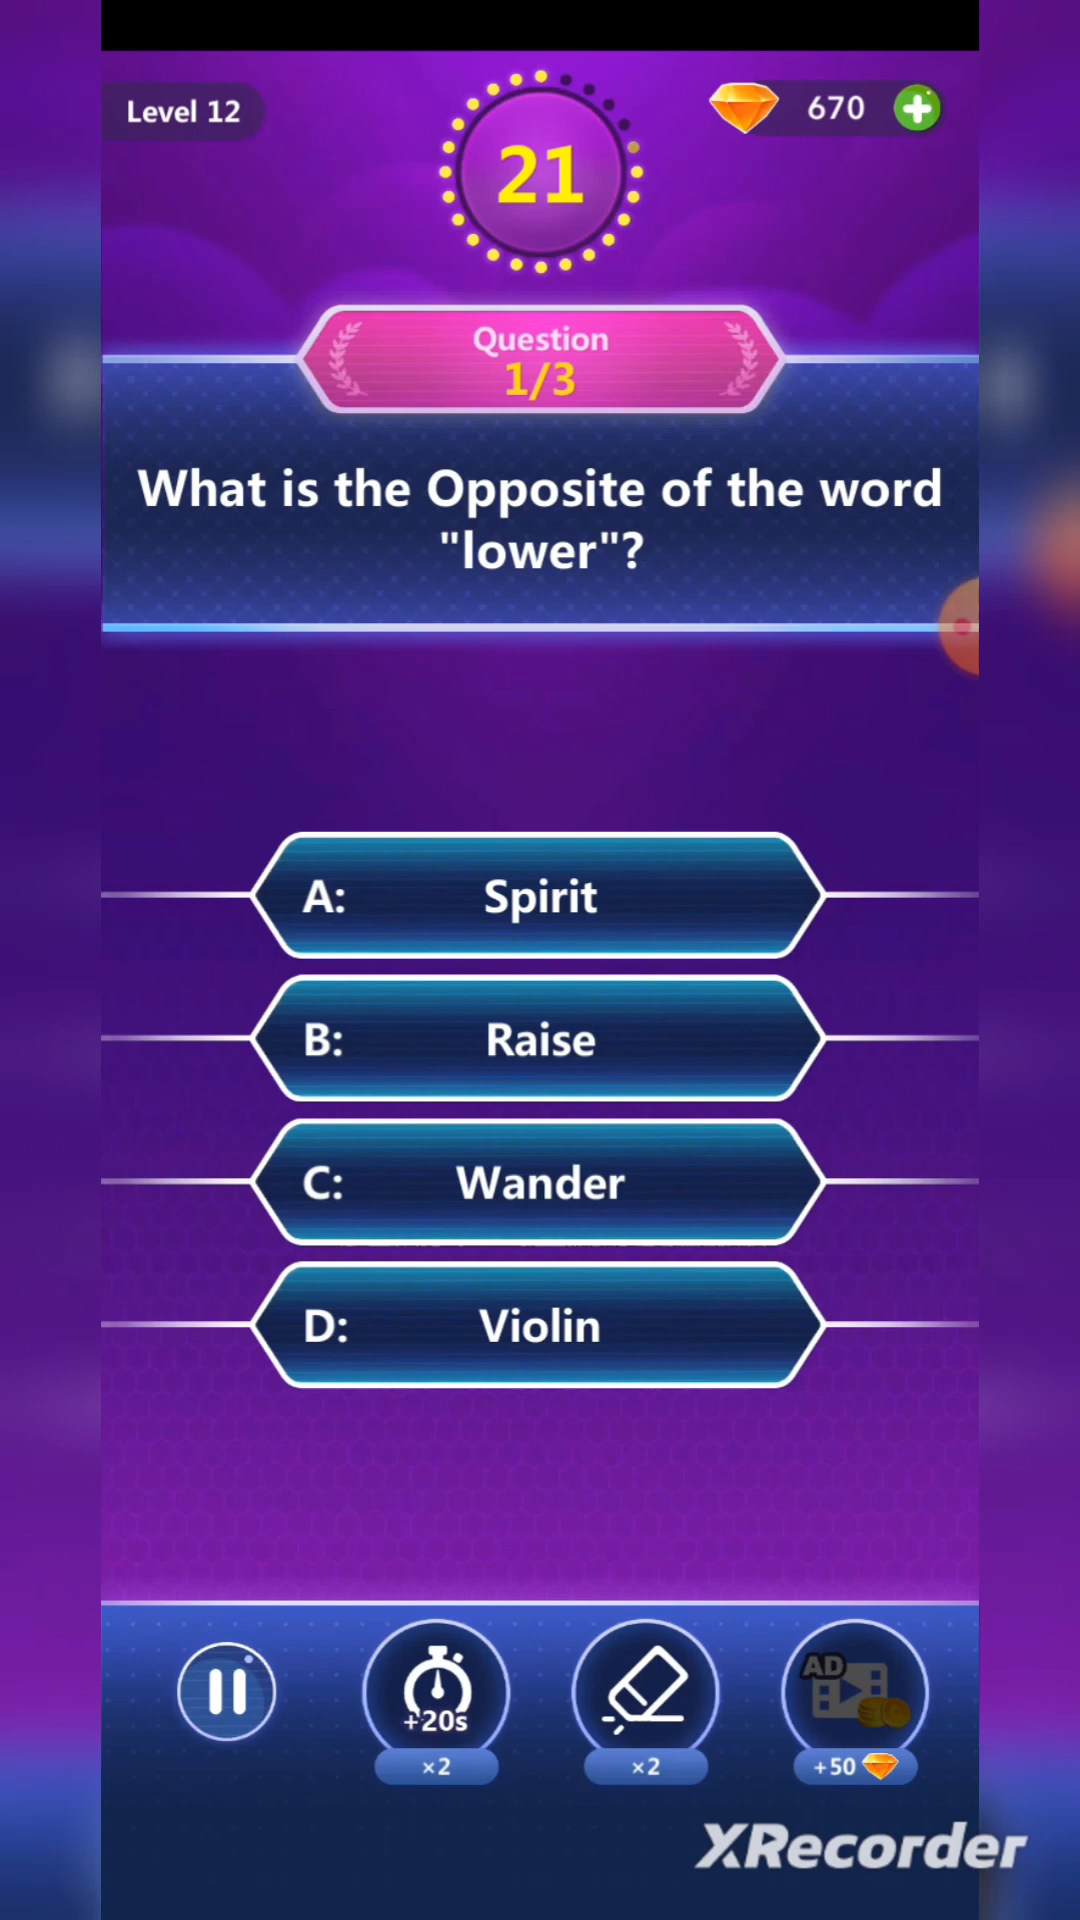 Level 12
21
670
Question
1/3
What is the Opposite of the word
"lower"?
A: Spirit
B: Raise
C: Wander
D: Violin
+20s
×2
×2
AD
+50
XRecorder